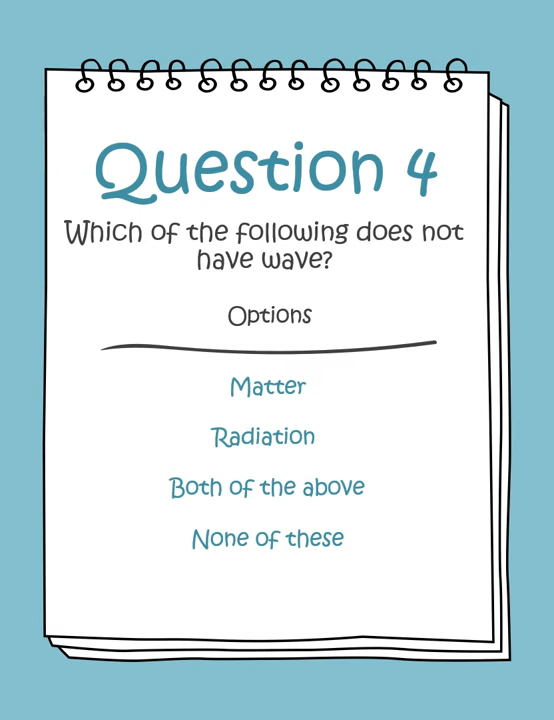 Question 4
Which of the following does not
have wave?
Options
Matter
Radiation
Both of the above
None of these